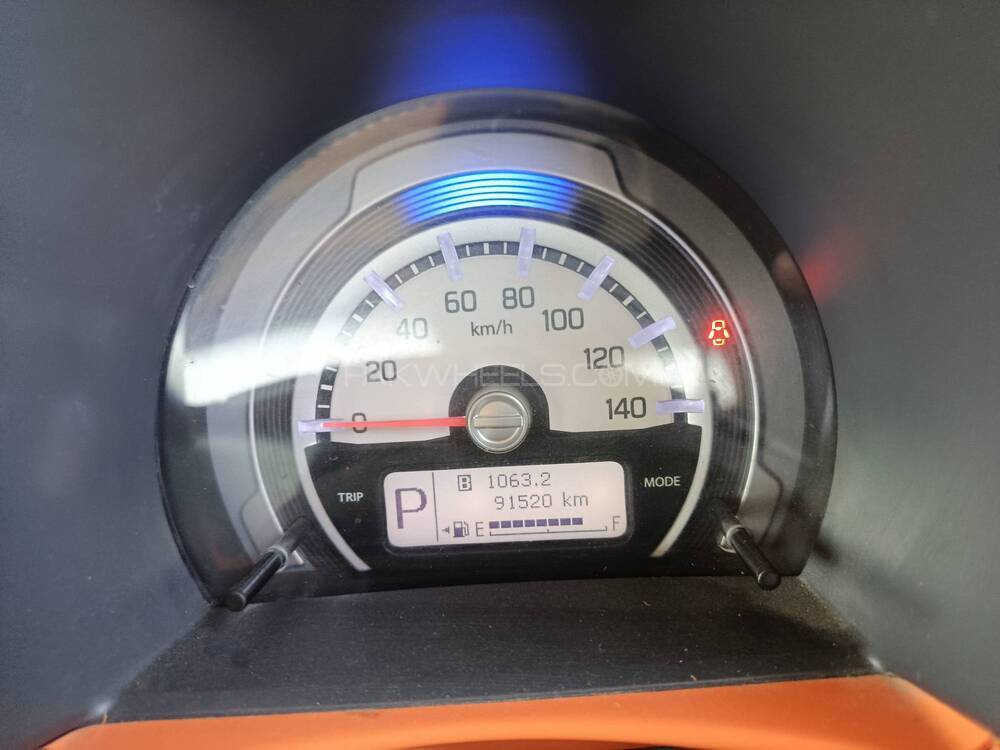 60 80
40 km/h 100
20 120
PAKWHEELS.COM
0 140
TRIP P B 1063.2 MODE
91520 km
E F